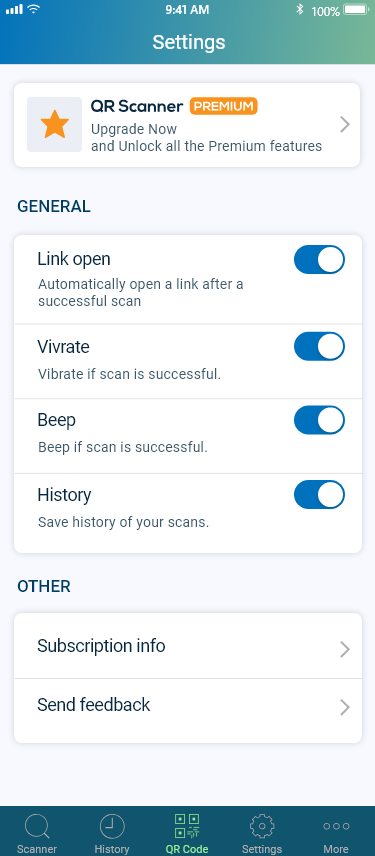 9:41 AM
100%
Settings
QR Scanner PREMIUM
Upgrade Now
and Unlock all the Premium features
GENERAL
Link open
Automatically open a link after a
successful scan
Vivrate
Vibrate if scan is successful.
Beep
Beep if scan is successful.
History
Save history of your scans.
OTHER
Subscription info
Send feedback
Scanner
History
QR Code
Settings
More